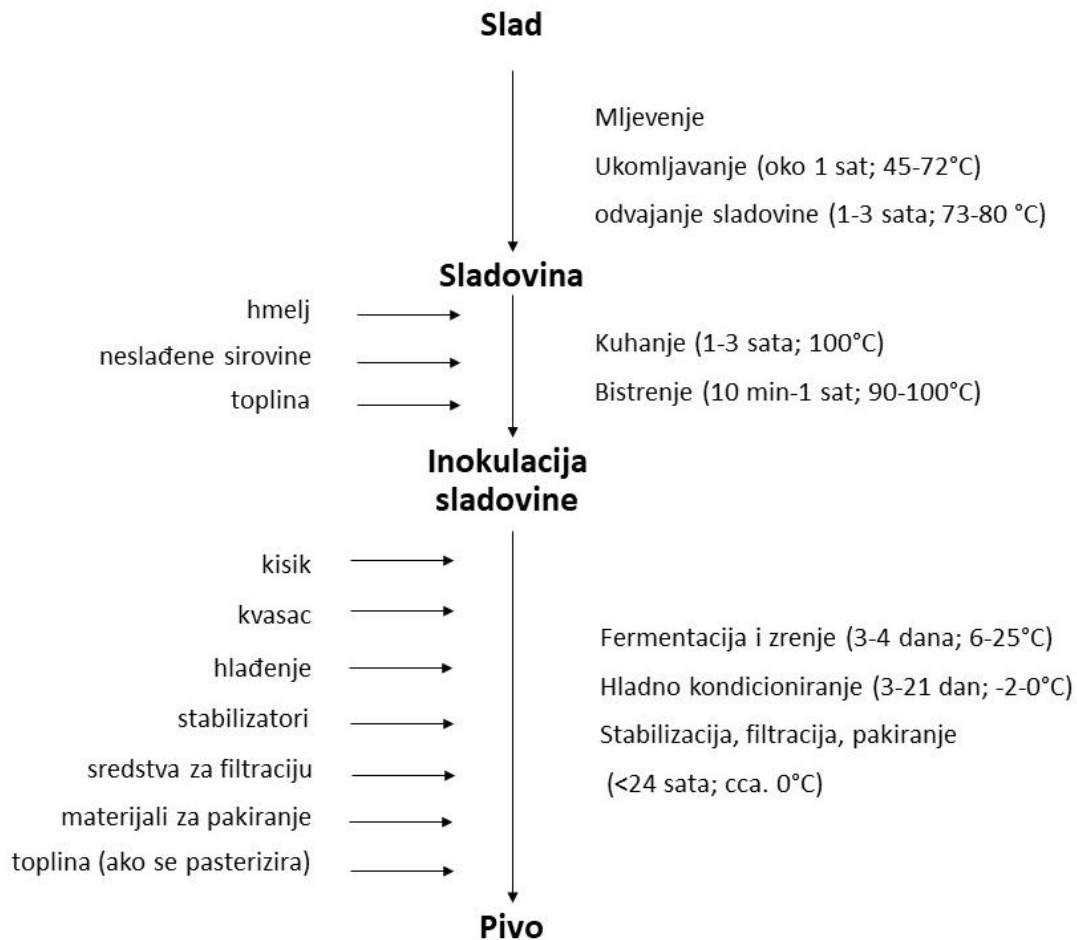 Slad
Mljevenje
Ukomljavanje (oko 1 sat; 45-72°C)
odvajanje sladovine (1-3 sata; 73-80 °C)
Sladovina
hmelj
neslađene sirovine
toplina
Kuhanje (1-3 sata; 100°C)
Bistrenje (10 min-1 sat; 90-100°C)
Inokulacija
sladovine
kisik
kvasac
hlađenje
stabilizatori
sredstva za filtraciju
materijali za pakiranje
toplina (ako se pasterizira)
Fermentacija i zrenje (3-4 dana; 6-25°C)
Hladno kondicioniranje (3-21 dan; -2-0°C)
Stabilizacija, filtracija, pakiranje
(<24 sata; cca. 0°C)
Pivo